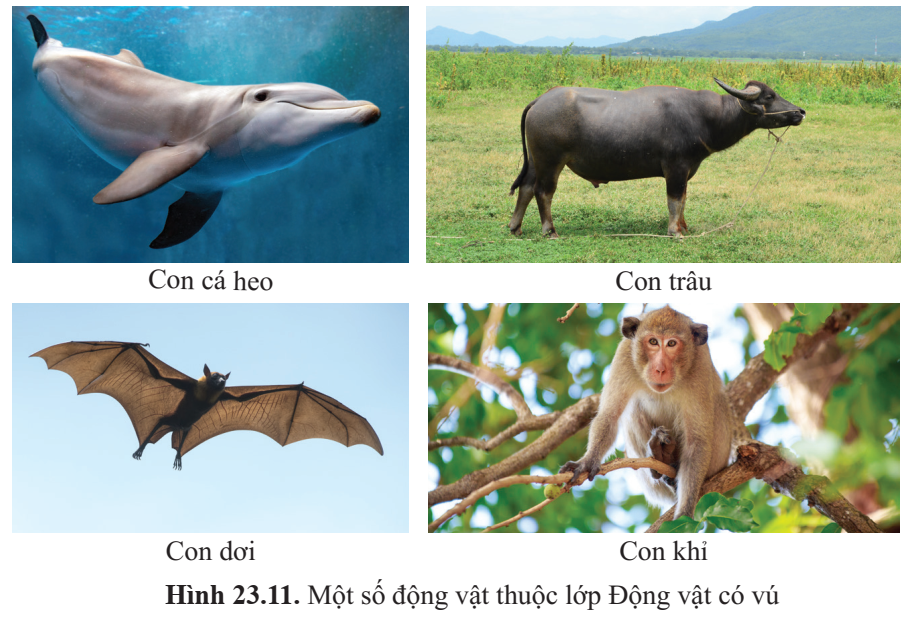 Con cá heo
Con trâu
Con dơi
Con khỉ
Hình 23.11. Một số động vật thuộc lớp Động vật có vú